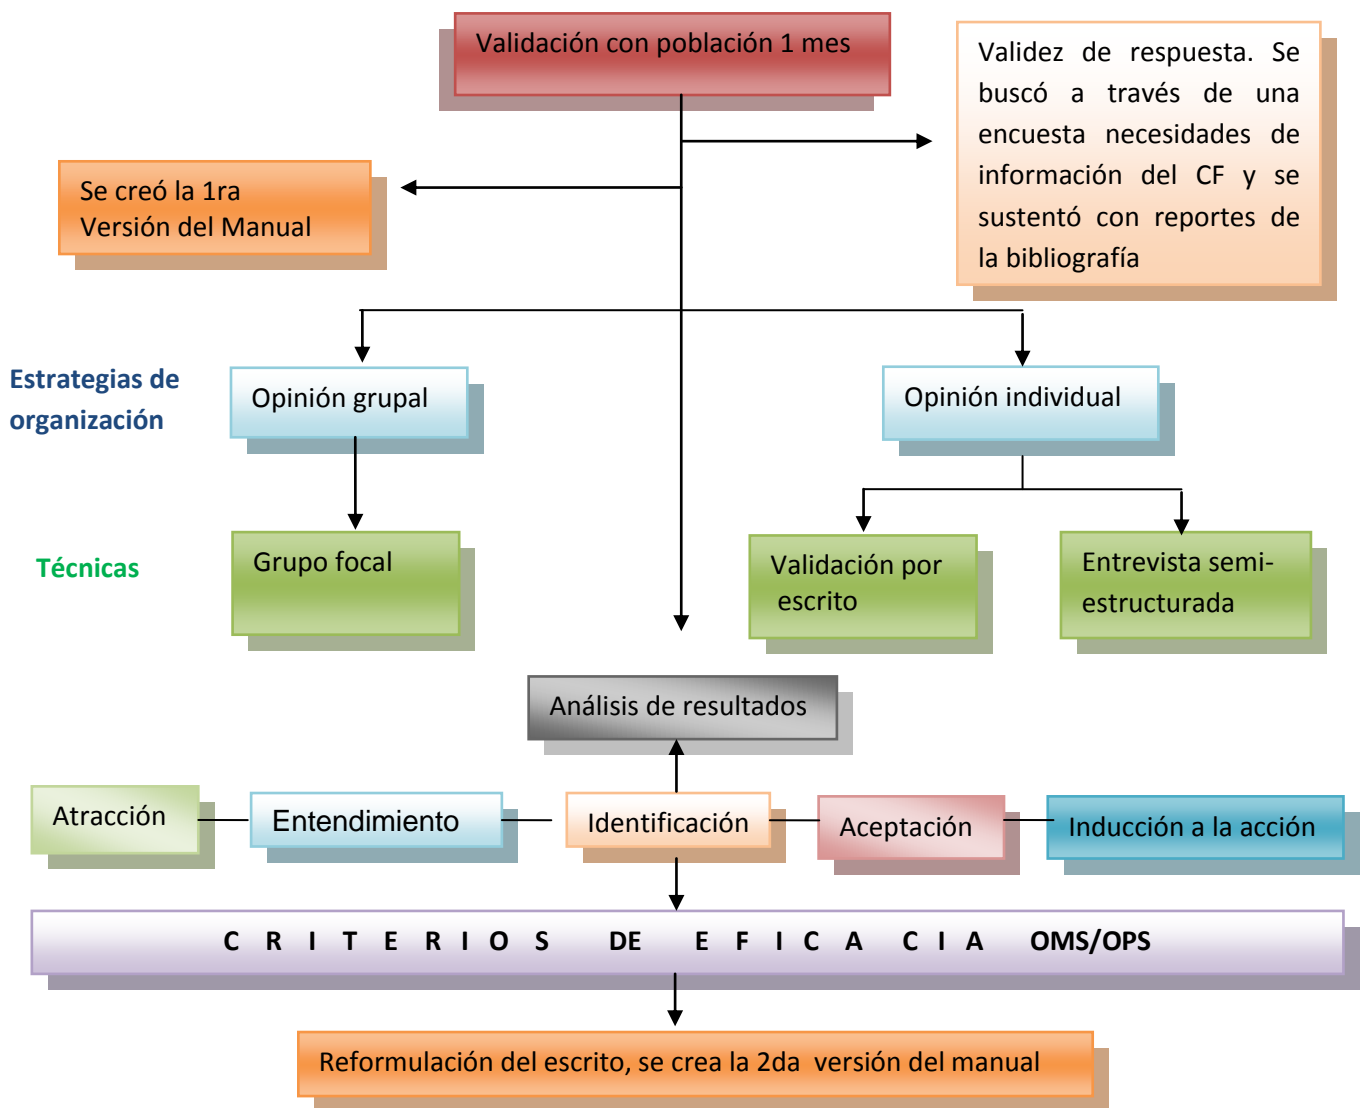 Validación con población 1 mes
Validez de respuesta. Se
buscó a través de una
encuesta necesidades de
información del CF y se
sustentó con reportes de
la bibliografía
Se creó la 1ra
Versión del Manual
Estrategias de
organización
Opinión grupal
Opinión individual
Técnicas
Grupo focal
Validación por
escrito
Entrevista semi-
estructurada
Análisis de resultados
Atracción
Entendimiento
Identificación
Aceptación
Inducción a la acción
C R I T E R I O S DE E F I C A C I A OMS/OPS
Reformulación del escrito, se crea la 2da versión del manual